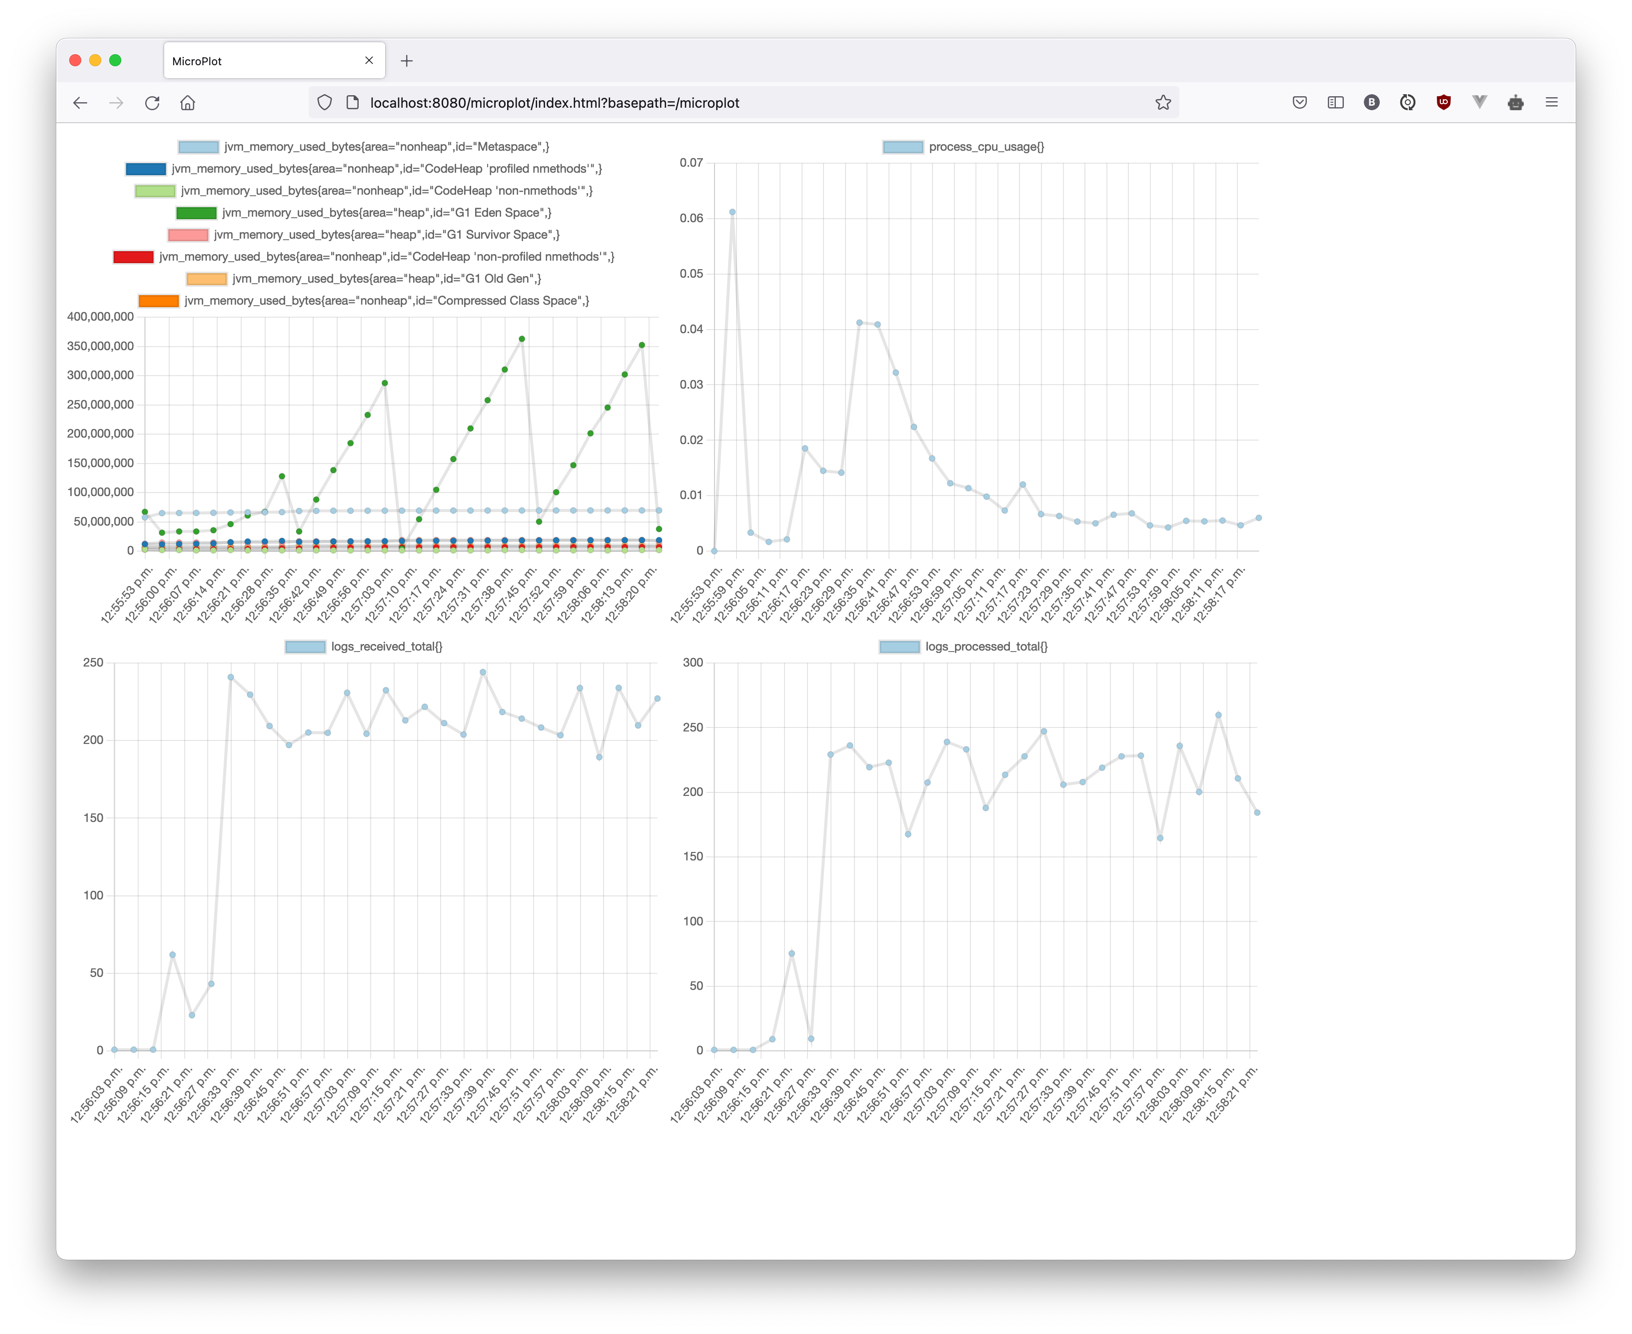 MicroPlot
localhost:8080/microplot/index.html?basepath=/microplot
jvm_memory_used_bytes{area="nonheap",id="Metaspace",}
jvm_memory_used_bytes{area="nonheap",id="CodeHeap 'profiled nmethods'",}
jvm_memory_used_bytes{area="nonheap",id="CodeHeap 'non-nmethods'",}
jvm_memory_used_bytes{area="heap",id="G1 Eden Space",}
jvm_memory_used_bytes{area="heap",id="G1 Survivor Space",}
jvm_memory_used_bytes{area="nonheap",id="CodeHeap 'non-profiled nmethods'",}
jvm_memory_used_bytes{area="heap",id="G1 Old Gen",}
jvm_memory_used_bytes{area="nonheap",id="Compressed Class Space",}
400,000,000
350,000,000
300,000,000
250,000,000
200,000,000
150,000,000
100,000,000
50,000,000
0
12:55:53 p.m.
12:56:00 p.m.
12:56:07 p.m.
12:56:14 p.m.
12:56:21 p.m.
12:56:28 p.m.
12:56:35 p.m.
12:56:42 p.m.
12:56:49 p.m.
12:56:56 p.m.
12:57:03 p.m.
12:57:10 p.m.
12:57:17 p.m.
12:57:24 p.m.
12:57:31 p.m.
12:57:38 p.m.
12:57:45 p.m.
12:57:52 p.m.
12:57:59 p.m.
12:58:06 p.m.
12:58:13 p.m.
12:58:20 p.m.
process_cpu_usage{}
0.07
0.06
0.05
0.04
0.03
0.02
0.01
0
12:55:53 p.m.
12:55:59 p.m.
12:56:05 p.m.
12:56:11 p.m.
12:56:17 p.m.
12:56:23 p.m.
12:56:29 p.m.
12:56:35 p.m.
12:56:41 p.m.
12:56:47 p.m.
12:56:53 p.m.
12:56:59 p.m.
12:57:05 p.m.
12:57:11 p.m.
12:57:17 p.m.
12:57:23 p.m.
12:57:29 p.m.
12:57:35 p.m.
12:57:41 p.m.
12:57:47 p.m.
12:57:53 p.m.
12:57:59 p.m.
12:58:05 p.m.
12:58:11 p.m.
12:58:17 p.m.
logs_received_total{}
250
200
150
100
50
0
12:56:03 p.m.
12:56:09 p.m.
12:56:15 p.m.
12:56:21 p.m.
12:56:27 p.m.
12:56:33 p.m.
12:56:39 p.m.
12:56:45 p.m.
12:56:51 p.m.
12:56:57 p.m.
12:57:03 p.m.
12:57:09 p.m.
12:57:15 p.m.
12:57:21 p.m.
12:57:27 p.m.
12:57:33 p.m.
12:57:39 p.m.
12:57:45 p.m.
12:57:51 p.m.
12:57:57 p.m.
12:58:03 p.m.
12:58:09 p.m.
12:58:15 p.m.
12:58:21 p.m.
logs_processed_total{}
300
250
200
150
100
50
0
12:56:03 p.m.
12:56:09 p.m.
12:56:15 p.m.
12:56:21 p.m.
12:56:27 p.m.
12:56:33 p.m.
12:56:39 p.m.
12:56:45 p.m.
12:56:51 p.m.
12:56:57 p.m.
12:57:03 p.m.
12:57:09 p.m.
12:57:15 p.m.
12:57:21 p.m.
12:57:27 p.m.
12:57:33 p.m.
12:57:39 p.m.
12:57:45 p.m.
12:57:51 p.m.
12:57:57 p.m.
12:58:03 p.m.
12:58:09 p.m.
12:58:15 p.m.
12:58:21 p.m.